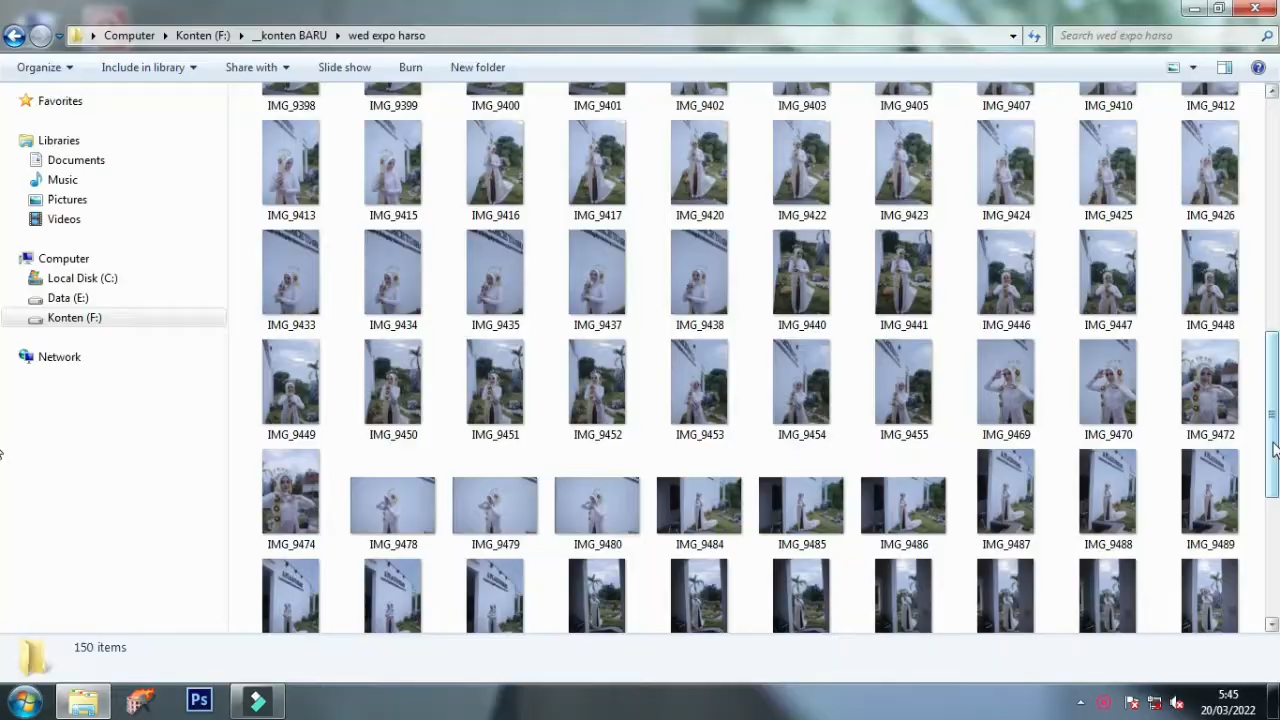 Computer Konten (F:) __konten BARU wed expo harso Search wed expo harso
Organize Include in library Share with Slide show Burn New folder
Favorites
Libraries
Documents
Music
Pictures
Videos
Computer
Local Disk (C:)
Data (E:)
Konten (F:)
Network
IMG_9398 IMG_9399 IMG_9400 IMG_9401 IMG_9402 IMG_9403 IMG_9405 IMG_9407 IMG_9410 IMG_9412
IMG_9413 IMG_9415 IMG_9416 IMG_9417 IMG_9420 IMG_9422 IMG_9423 IMG_9424 IMG_9425 IMG_9426
IMG_9433 IMG_9434 IMG_9435 IMG_9437 IMG_9438 IMG_9440 IMG_9441 IMG_9446 IMG_9447 IMG_9448
IMG_9449 IMG_9450 IMG_9451 IMG_9452 IMG_9453 IMG_9454 IMG_9455 IMG_9469 IMG_9470 IMG_9472
IMG_9474 IMG_9478 IMG_9479 IMG_9480 IMG_9484 IMG_9485 IMG_9486 IMG_9487 IMG_9488 IMG_9489
150 items
Ps
5:45
20/03/2022